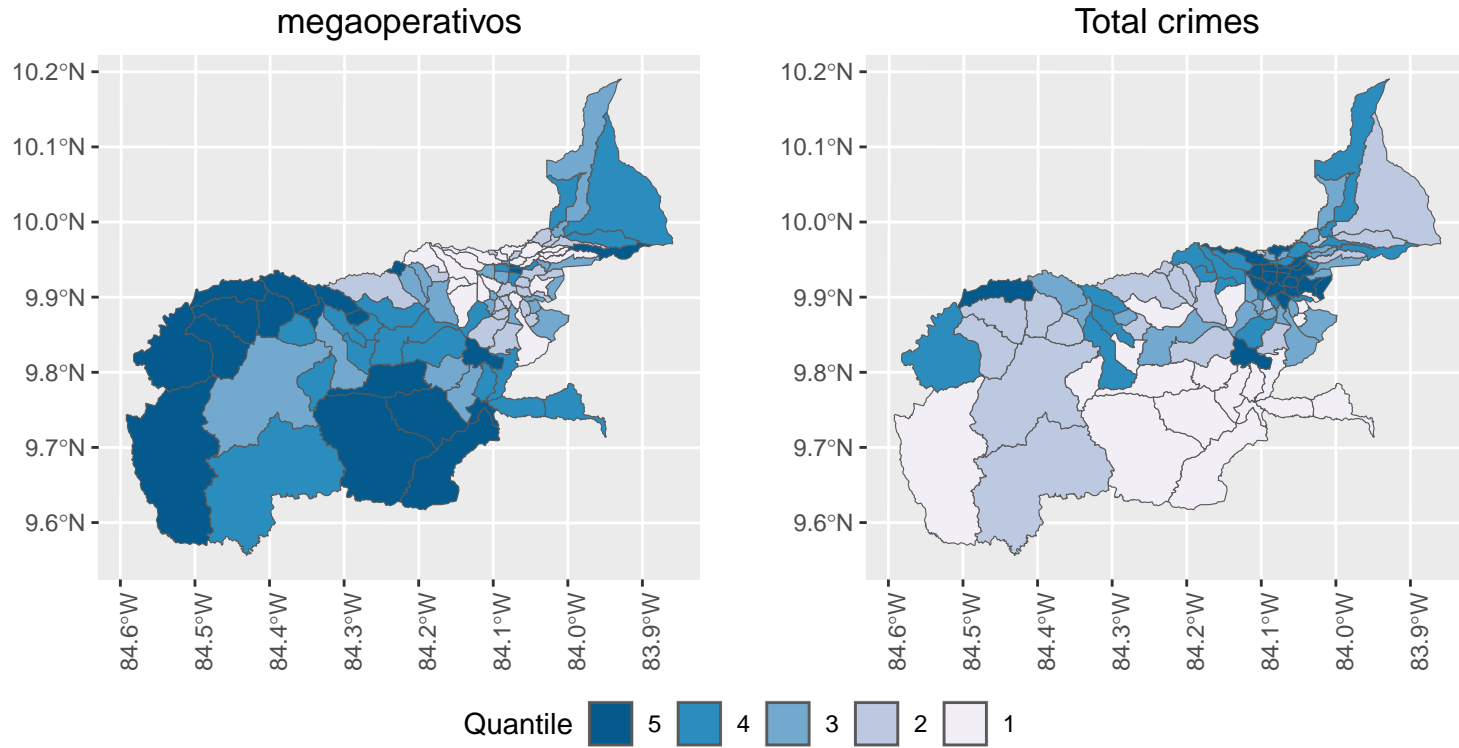 megaoperativos
10.2°N
10.1°N
10.0°N
9.9°N
9.8°N
9.7°N
9.6°N
84.6°W
84.5°W
84.4°W
84.3°W
84.2°W
84.1°W
84.0°W
83.9°W
Total crimes
10.2°N
10.1°N
10.0°N
9.9°N
9.8°N
9.7°N
9.6°N
84.6°W
84.5°W
84.4°W
84.3°W
84.2°W
84.1°W
84.0°W
83.9°W
Quantile 5 4 3 2 1